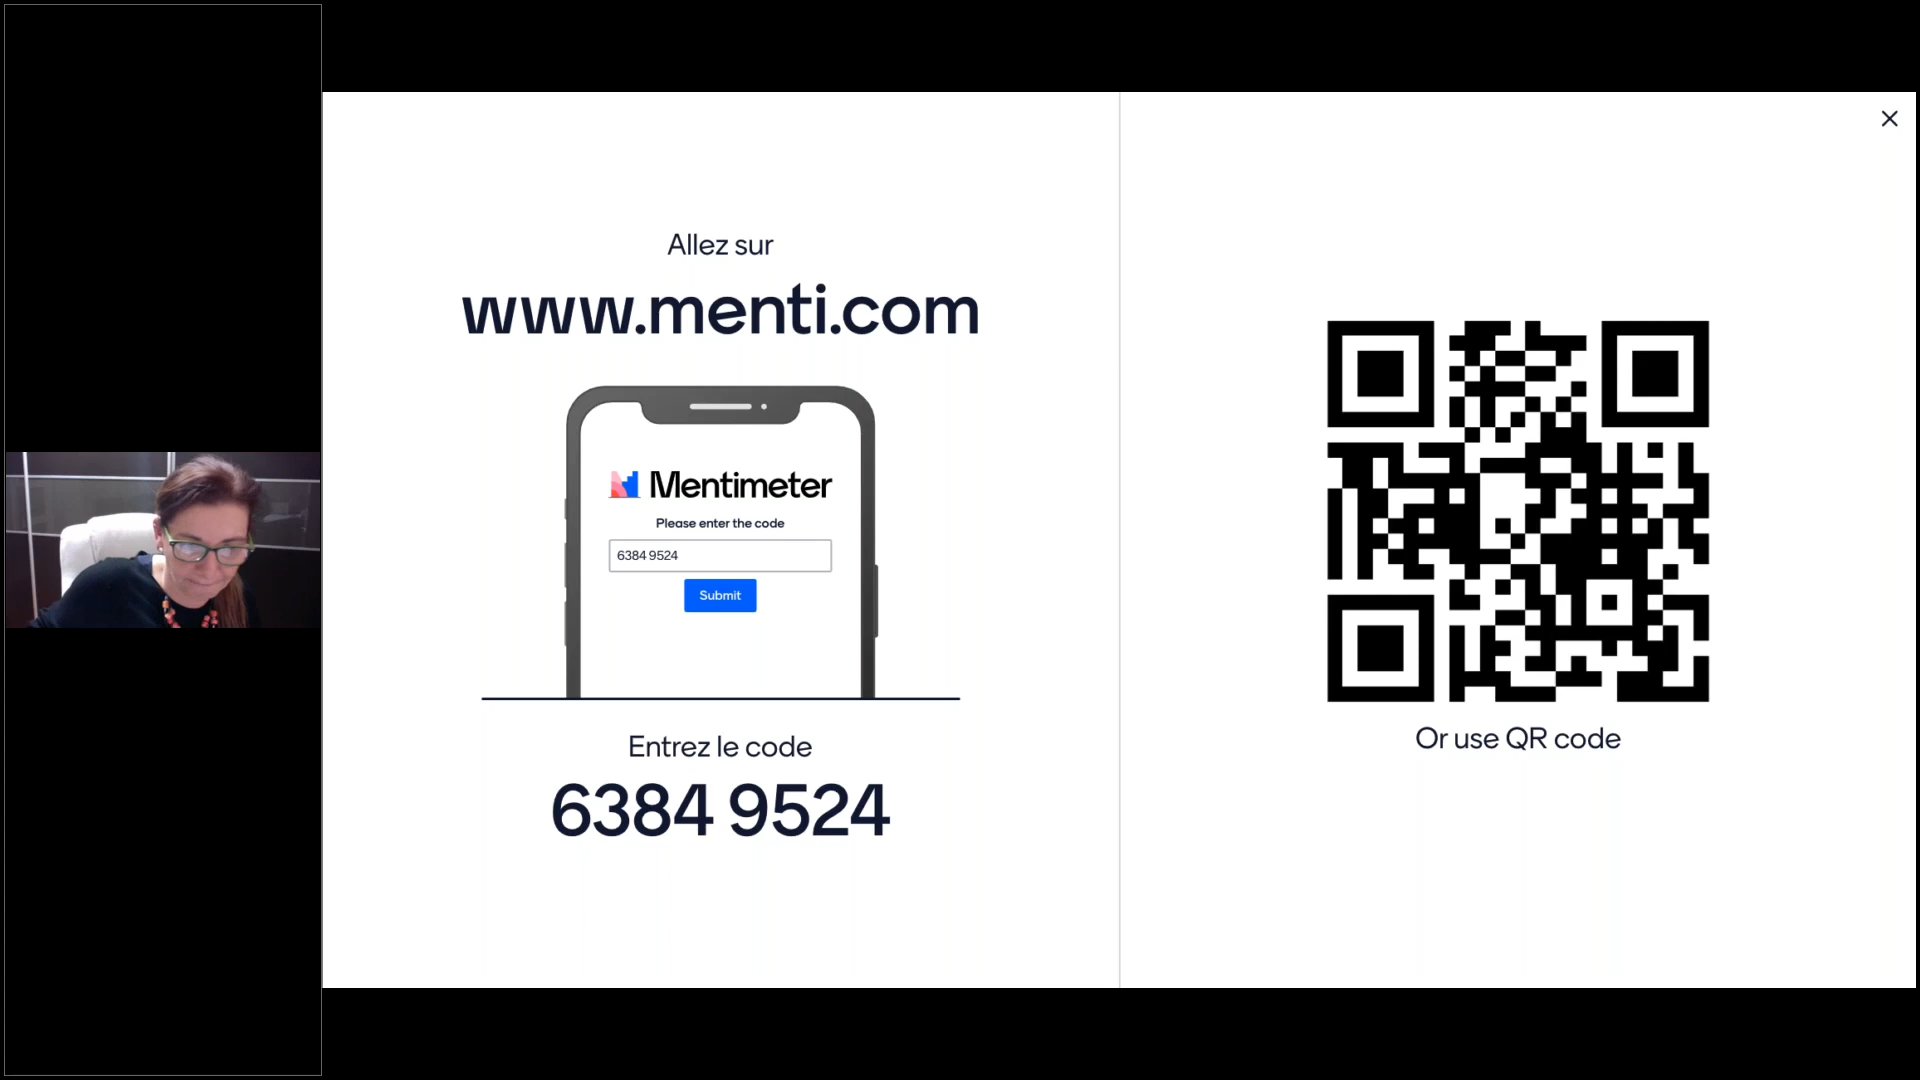 Allez sur
www.menti.com
Mentimeter
Please enter the code
6384 9524
Submit
Entrez le code
6384 9524
Or use QR code